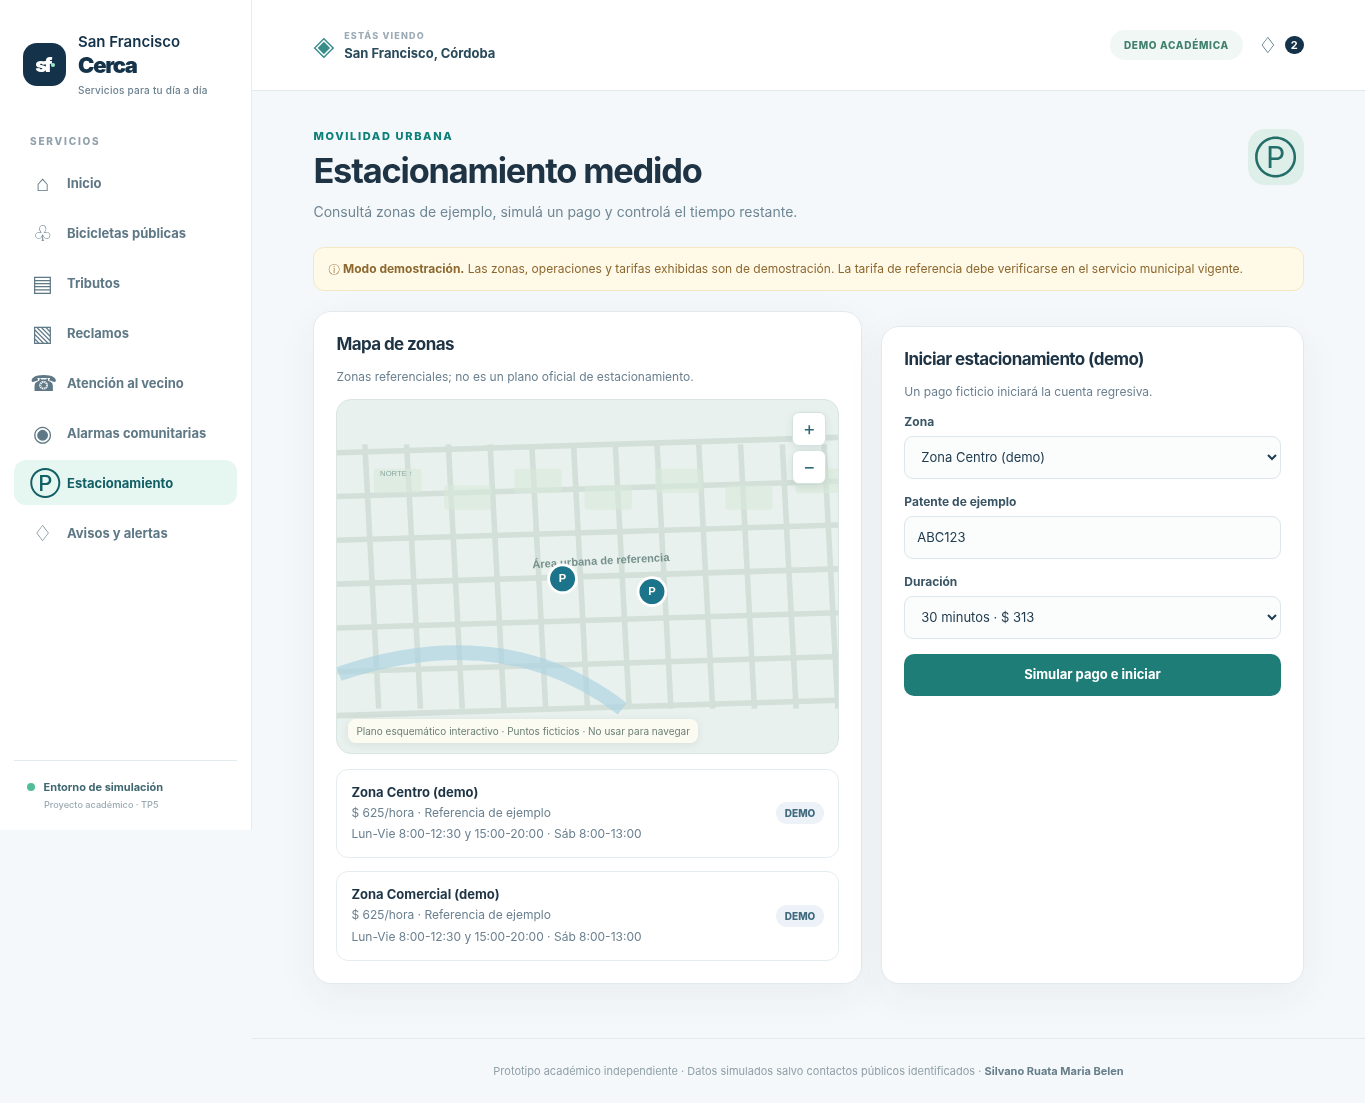 sf
San Francisco
Cerca
Servicios para tu día a día
SERVICIOS
Inicio
Bicicletas públicas
Tributos
Reclamos
Atención al vecino
Alarmas comunitarias
P Estacionamiento
Avisos y alertas
Entorno de simulación
Proyecto académico · TP5
ESTÁS VIENDO
San Francisco, Córdoba
DEMO ACADÉMICA
2
MOVILIDAD URBANA
Estacionamiento medido
Consultá zonas de ejemplo, simulá un pago y controlá el tiempo restante.
P
ⓘ Modo demostración. Las zonas, operaciones y tarifas exhibidas son de demostración. La tarifa de referencia debe verificarse en el servicio municipal vigente.
Mapa de zonas
Zonas referenciales; no es un plano oficial de estacionamiento.
+
−
NORTE ↑
Área urbana de referencia
P
P
Plano esquemático interactivo · Puntos ficticios · No usar para navegar
Zona Centro (demo)
$ 625/hora · Referencia de ejemplo
Lun-Vie 8:00-12:30 y 15:00-20:00 · Sáb 8:00-13:00
DEMO
Zona Comercial (demo)
$ 625/hora · Referencia de ejemplo
Lun-Vie 8:00-12:30 y 15:00-20:00 · Sáb 8:00-13:00
DEMO
Iniciar estacionamiento (demo)
Un pago ficticio iniciará la cuenta regresiva.
Zona
Zona Centro (demo)
Patente de ejemplo
ABC123
Duración
30 minutos · $ 313
Simular pago e iniciar
Prototipo académico independiente · Datos simulados salvo contactos públicos identificados · Silvano Ruata Maria Belen